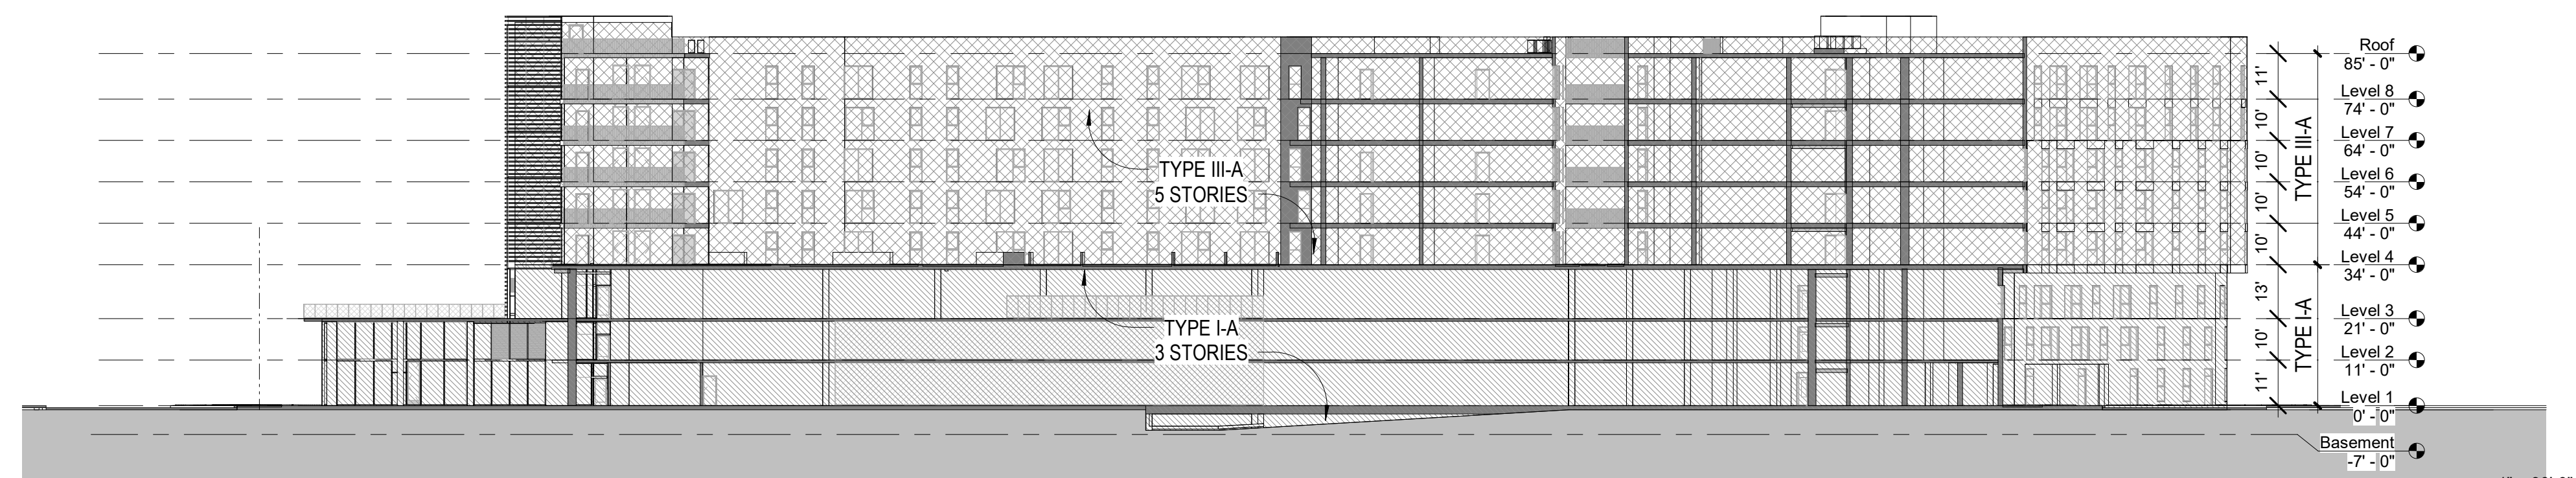 Roof
85' - 0"
11'
Level 8
74' - 0"
10'
Level 7
64' - 0"
10'
TYPE III-A
TYPE III-A
5 STORIES
Level 6
54' - 0"
10'
Level 5
44' - 0"
10'
Level 4
34' - 0"
13'
TYPE I-A
TYPE I-A
3 STORIES
Level 3
21' - 0"
10'
Level 2
11' - 0"
11'
Level 1
0' - 0"
Basement
-7' - 0"